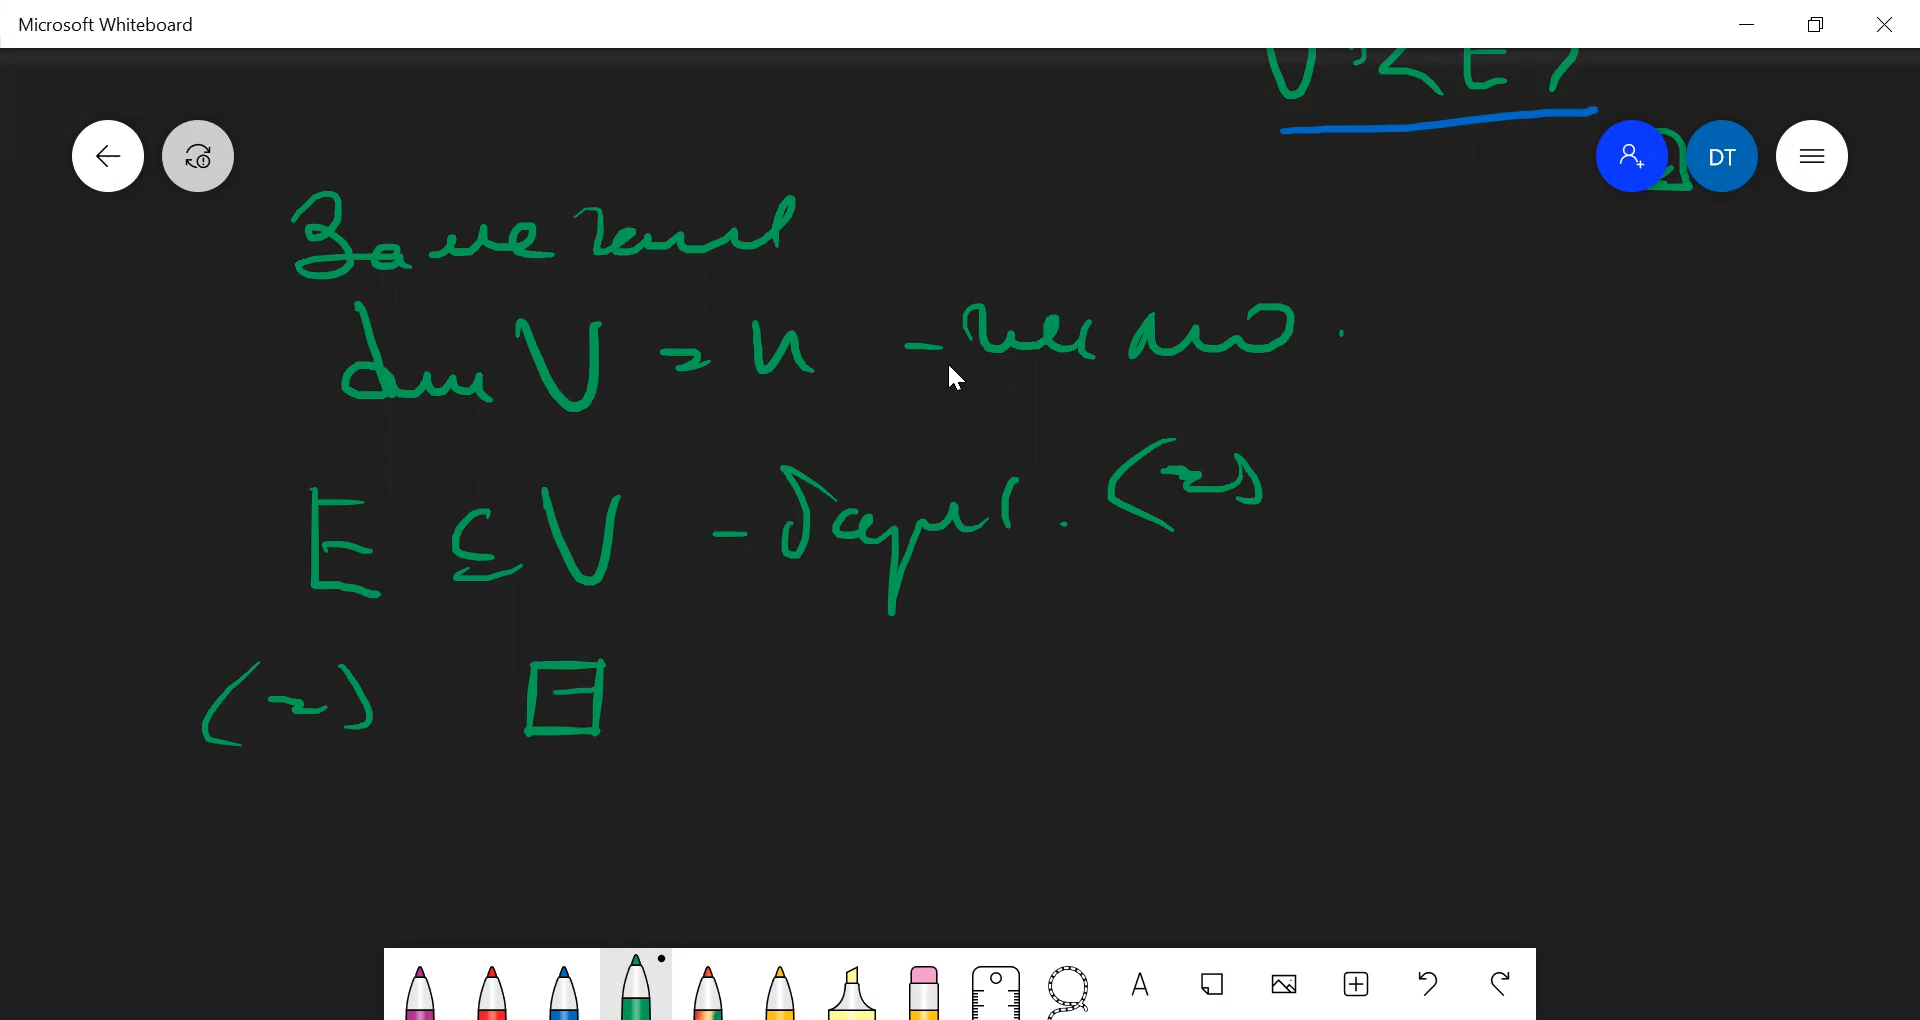 Microsoft Whiteboard
V = < E >
DT
Замечание
dim V = n - число.
E ⊆ V - базис. (=)
(=)
A